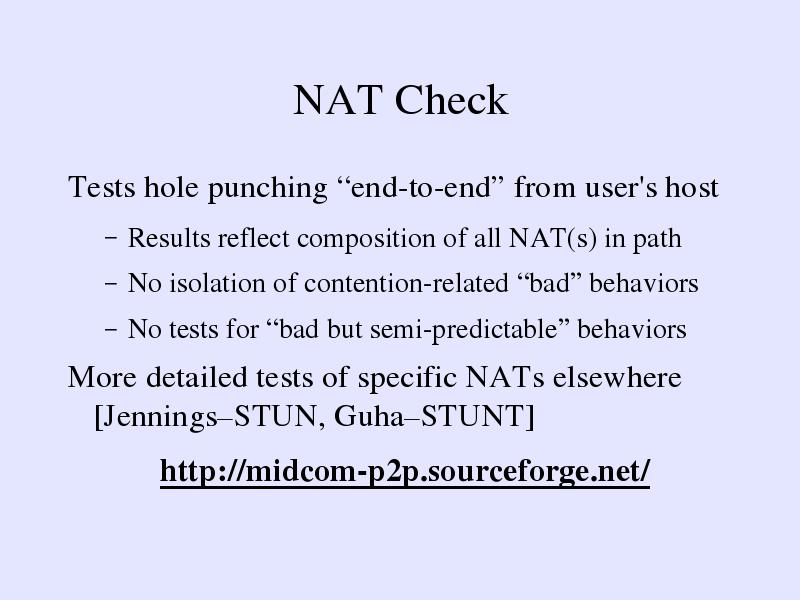 NAT Check
Tests hole punching “end-to-end” from user's host
– Results reflect composition of all NAT(s) in path
– No isolation of contention-related “bad” behaviors
– No tests for “bad but semi-predictable” behaviors
More detailed tests of specific NATs elsewhere
[Jennings–STUN, Guha–STUNT]
http://midcom-p2p.sourceforge.net/